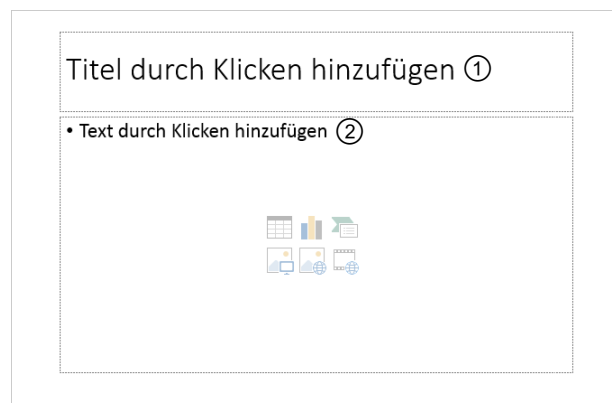 Titel durch Klicken hinzufügen ①
• Text durch Klicken hinzufügen ②